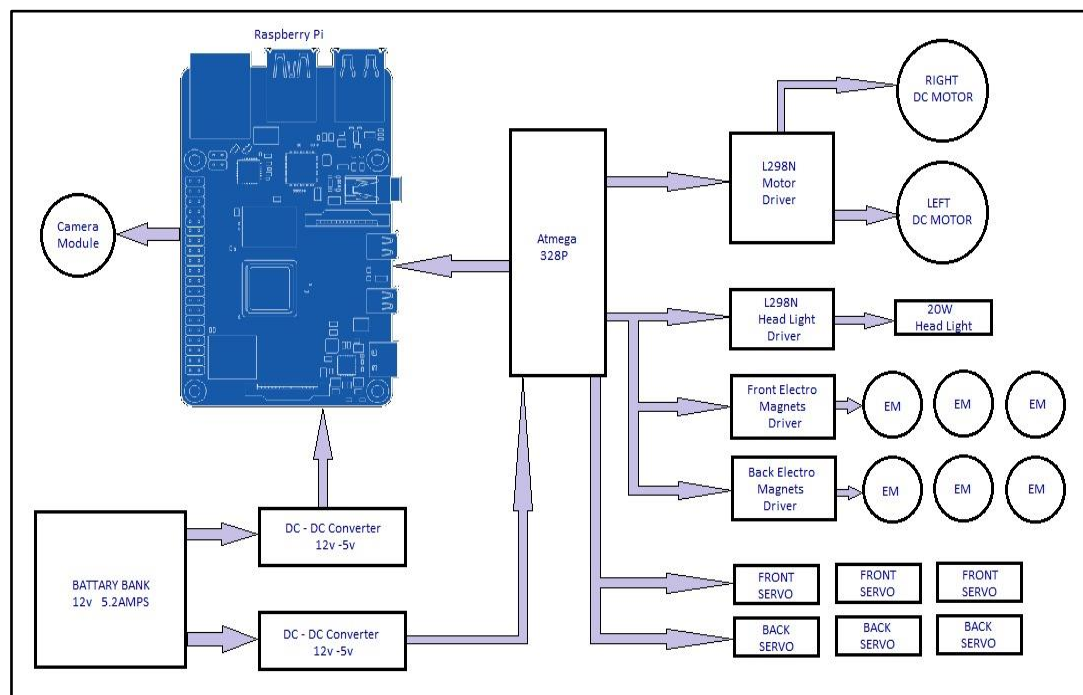 Raspberry Pi
RIGHT
DC MOTOR
L298N
Motor
Driver
LEFT
DC MOTOR
Camera
Module
Atmega
328P
L298N
Head Light
Driver
20W
Head Light
Front Electro
Magnets
Driver
EM
EM
EM
Back Electro
Magnets
Driver
EM
EM
EM
DC - DC Converter
12v -5v
BATTARY BANK
12v 5.2AMPS
DC - DC Converter
12v -5v
FRONT
SERVO
FRONT
SERVO
FRONT
SERVO
BACK
SERVO
BACK
SERVO
BACK
SERVO